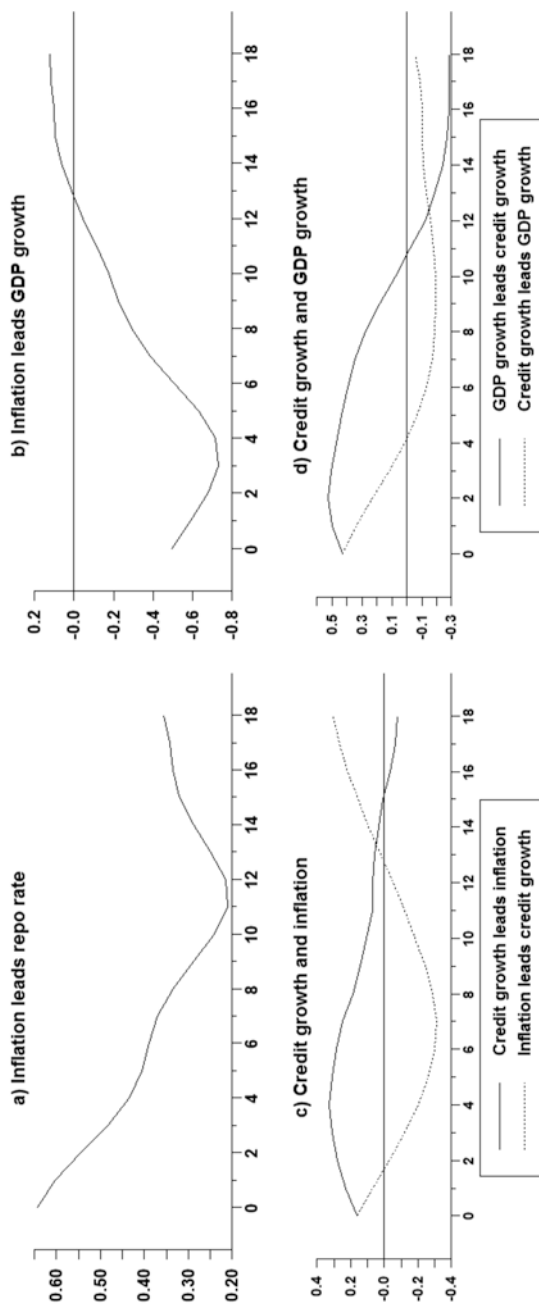 a) Inflation leads repo rate
0.60
0.50
0.40
0.30
0.20
0 2 4 6 8 10 12 14 16 18
b) Inflation leads GDP growth
0.2
-0.0
-0.2
-0.4
-0.6
-0.8
0 2 4 6 8 10 12 14 16 18
c) Credit growth and inflation
0.4
0.2
-0.0
-0.2
-0.4
0 2 4 6 8 10 12 14 16 18
Credit growth leads inflation
Inflation leads credit growth
d) Credit growth and GDP growth
0.5
0.3
0.1
-0.1
-0.3
0 2 4 6 8 10 12 14 16 18
GDP growth leads credit growth
Credit growth leads GDP growth